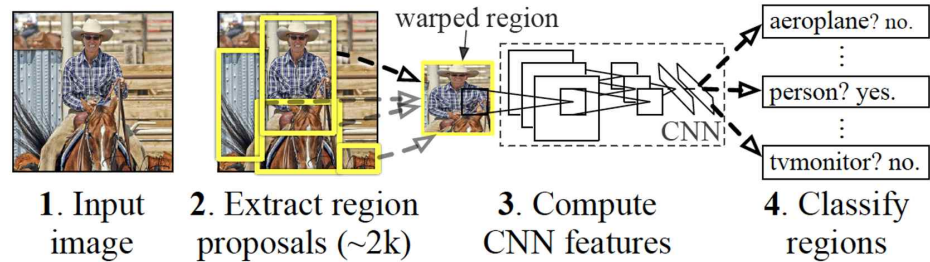 warped region
aeroplane? no.
⋮
person? yes.
⋮
tvmonitor? no.
CNN
1. Input
image
2. Extract region
proposals (~2k)
3. Compute
CNN features
4. Classify
regions